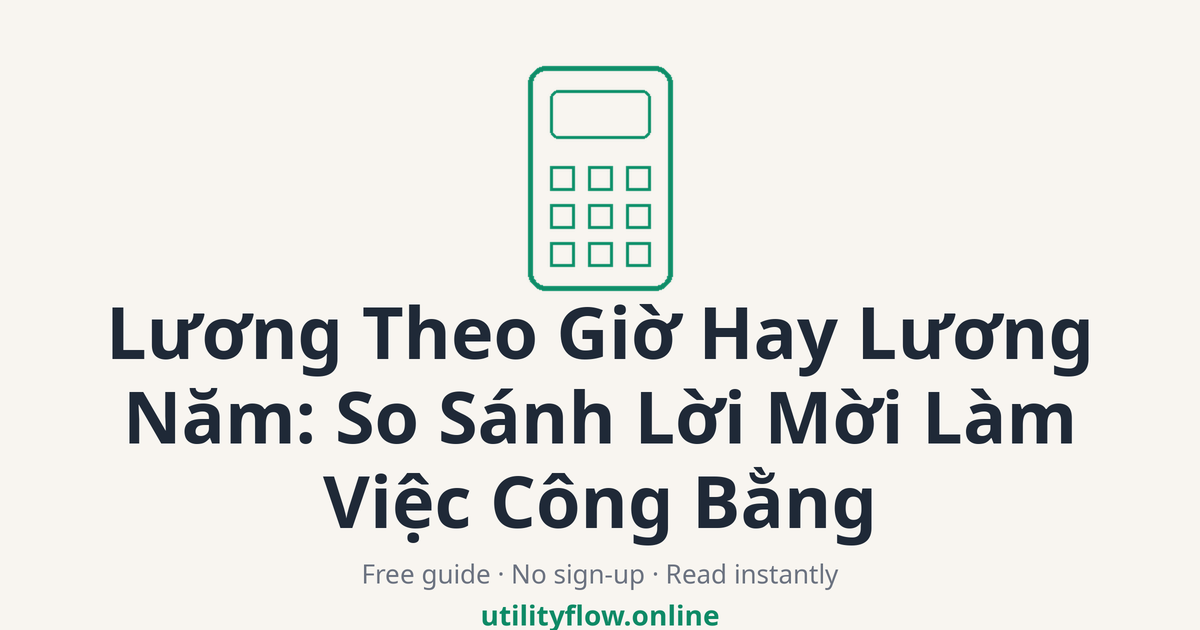 Lương Theo Giờ Hay Lương
Năm: So Sánh Lời Mời Làm
Việc Công Bằng
Free guide · No sign-up · Read instantly
utilityflow.online